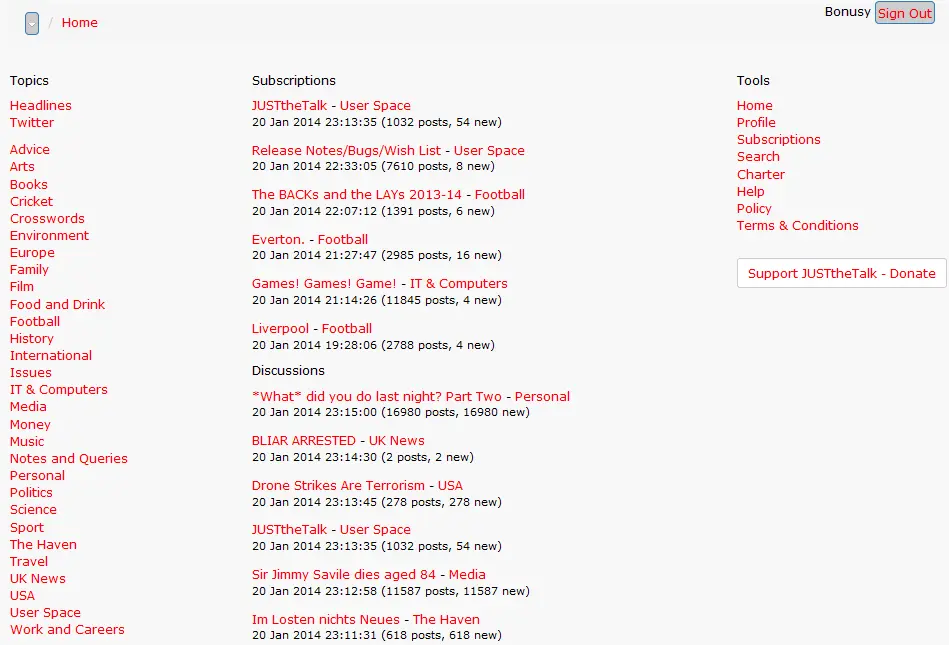 / Home
Bonusy Sign Out
Topics
Headlines
Twitter
Advice
Arts
Books
Cricket
Crosswords
Environment
Europe
Family
Film
Food and Drink
Football
History
International
Issues
IT & Computers
Media
Money
Music
Notes and Queries
Personal
Politics
Science
Sport
The Haven
Travel
UK News
USA
User Space
Work and Careers
Subscriptions
JUSTtheTalk - User Space
20 Jan 2014 23:13:35 (1032 posts, 54 new)
Release Notes/Bugs/Wish List - User Space
20 Jan 2014 22:33:05 (7610 posts, 8 new)
The BACKs and the LAYs 2013-14 - Football
20 Jan 2014 22:07:12 (1391 posts, 6 new)
Everton. - Football
20 Jan 2014 21:27:47 (2985 posts, 16 new)
Games! Games! Game! - IT & Computers
20 Jan 2014 21:14:26 (11845 posts, 4 new)
Liverpool - Football
20 Jan 2014 19:28:06 (2788 posts, 4 new)
Discussions
*What* did you do last night? Part Two - Personal
20 Jan 2014 23:15:00 (16980 posts, 16980 new)
BLIAR ARRESTED - UK News
20 Jan 2014 23:14:30 (2 posts, 2 new)
Drone Strikes Are Terrorism - USA
20 Jan 2014 23:13:45 (278 posts, 278 new)
JUSTtheTalk - User Space
20 Jan 2014 23:13:35 (1032 posts, 54 new)
Sir Jimmy Savile dies aged 84 - Media
20 Jan 2014 23:12:58 (11587 posts, 11587 new)
Im Losten nichts Neues - The Haven
20 Jan 2014 23:11:31 (618 posts, 618 new)
Tools
Home
Profile
Subscriptions
Search
Charter
Help
Policy
Terms & Conditions
Support JUSTtheTalk - Donate